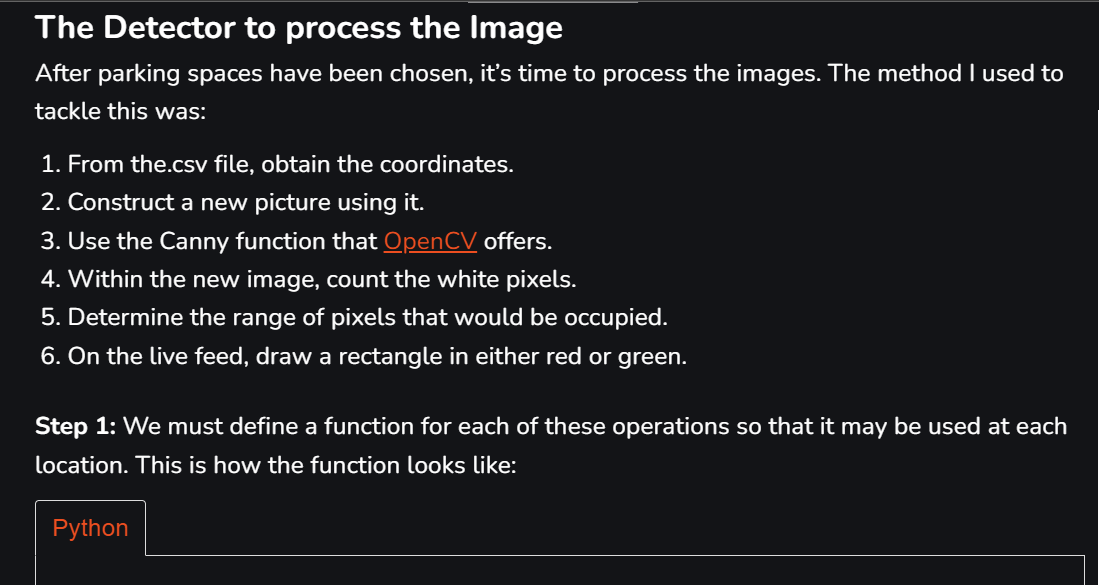 The Detector to process the Image
After parking spaces have been chosen, it's time to process the images. The method I used to
tackle this was:
1. From the.csv file, obtain the coordinates.
2. Construct a new picture using it.
3. Use the Canny function that OpenCV offers.
4. Within the new image, count the white pixels.
5. Determine the range of pixels that would be occupied.
6. On the live feed, draw a rectangle in either red or green.
Step 1: We must define a function for each of these operations so that it may be used at each
location. This is how the function looks like:
Python